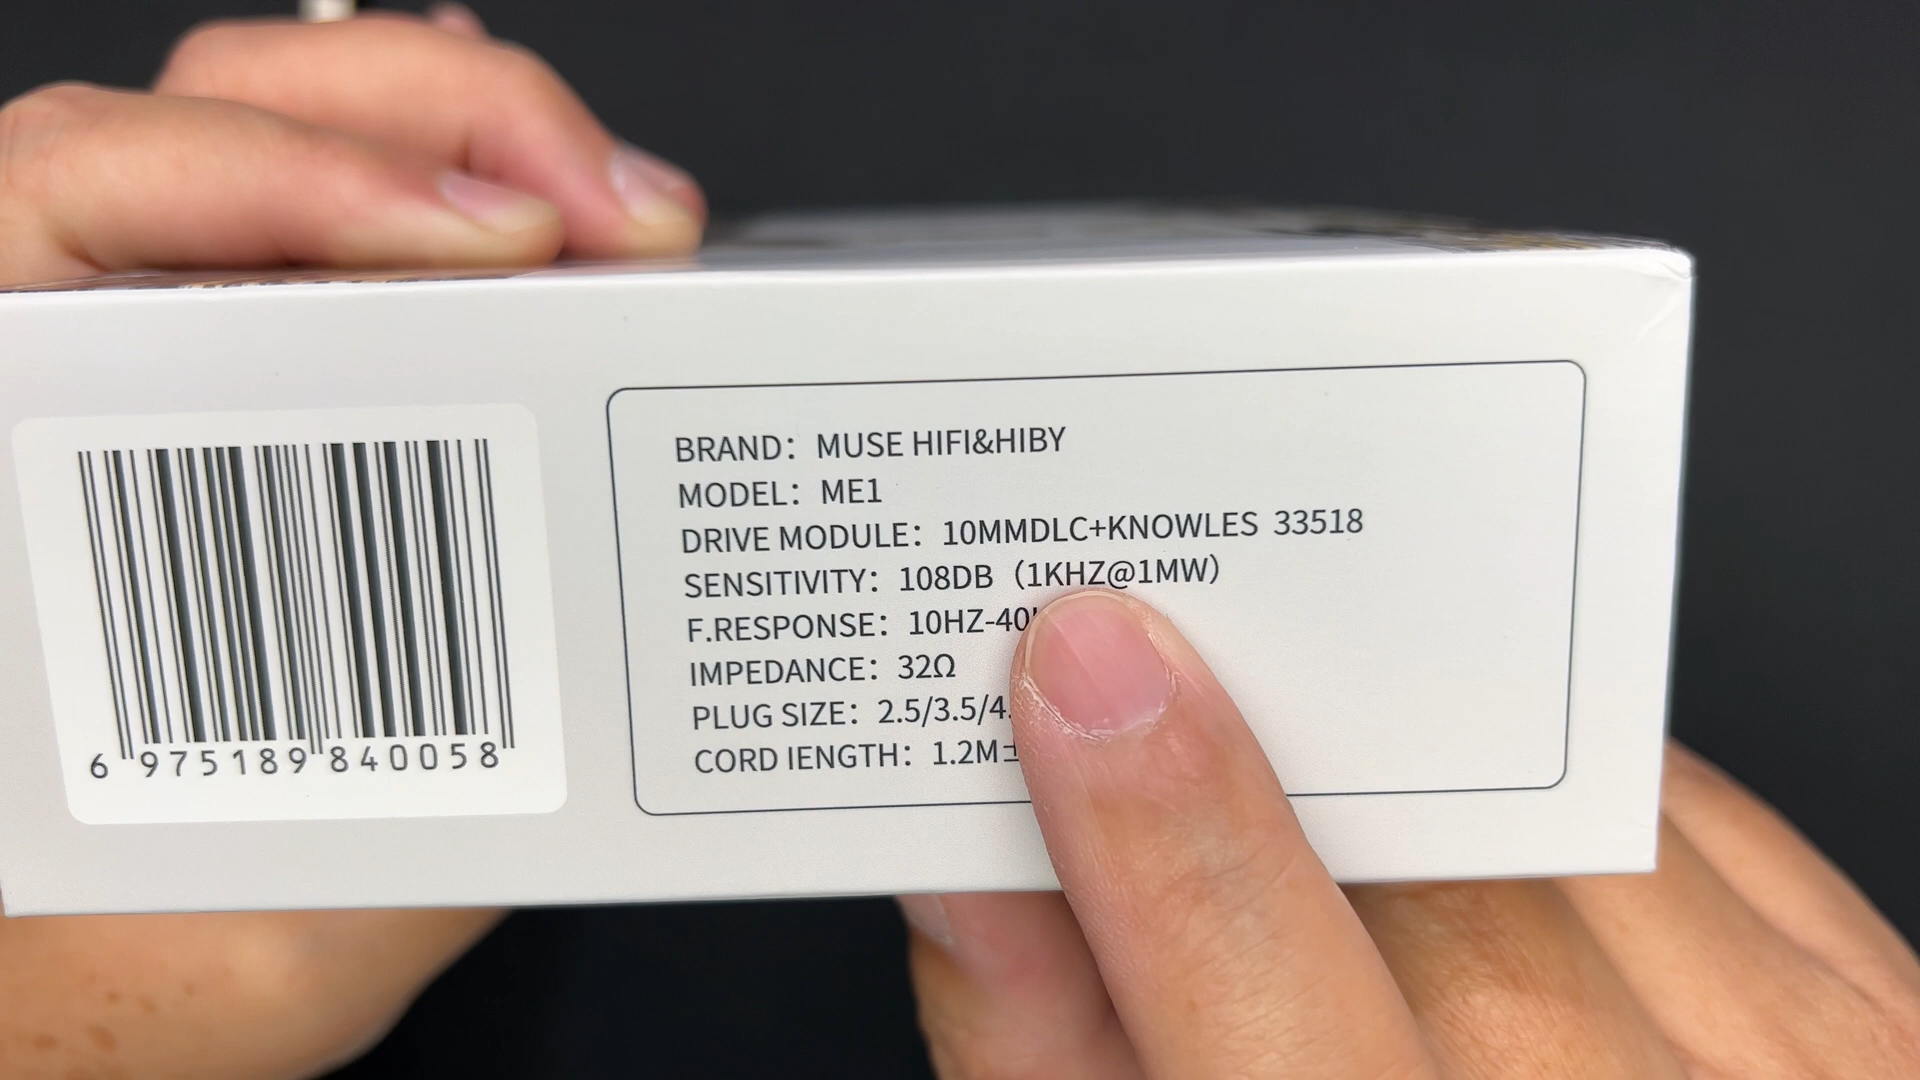 BRAND： MUSE HIFI&HIBY
MODEL： ME1
DRIVE MODULE： 10MMDLC+KNOWLES 33518
SENSITIVITY： 108DB（1KHZ@1MW）
F.RESPONSE： 10HZ-40
IMPEDANCE： 32Ω
PLUG SIZE： 2.5/3.5/4.
CORD IENGTH： 1.2M±
6 975189 840058